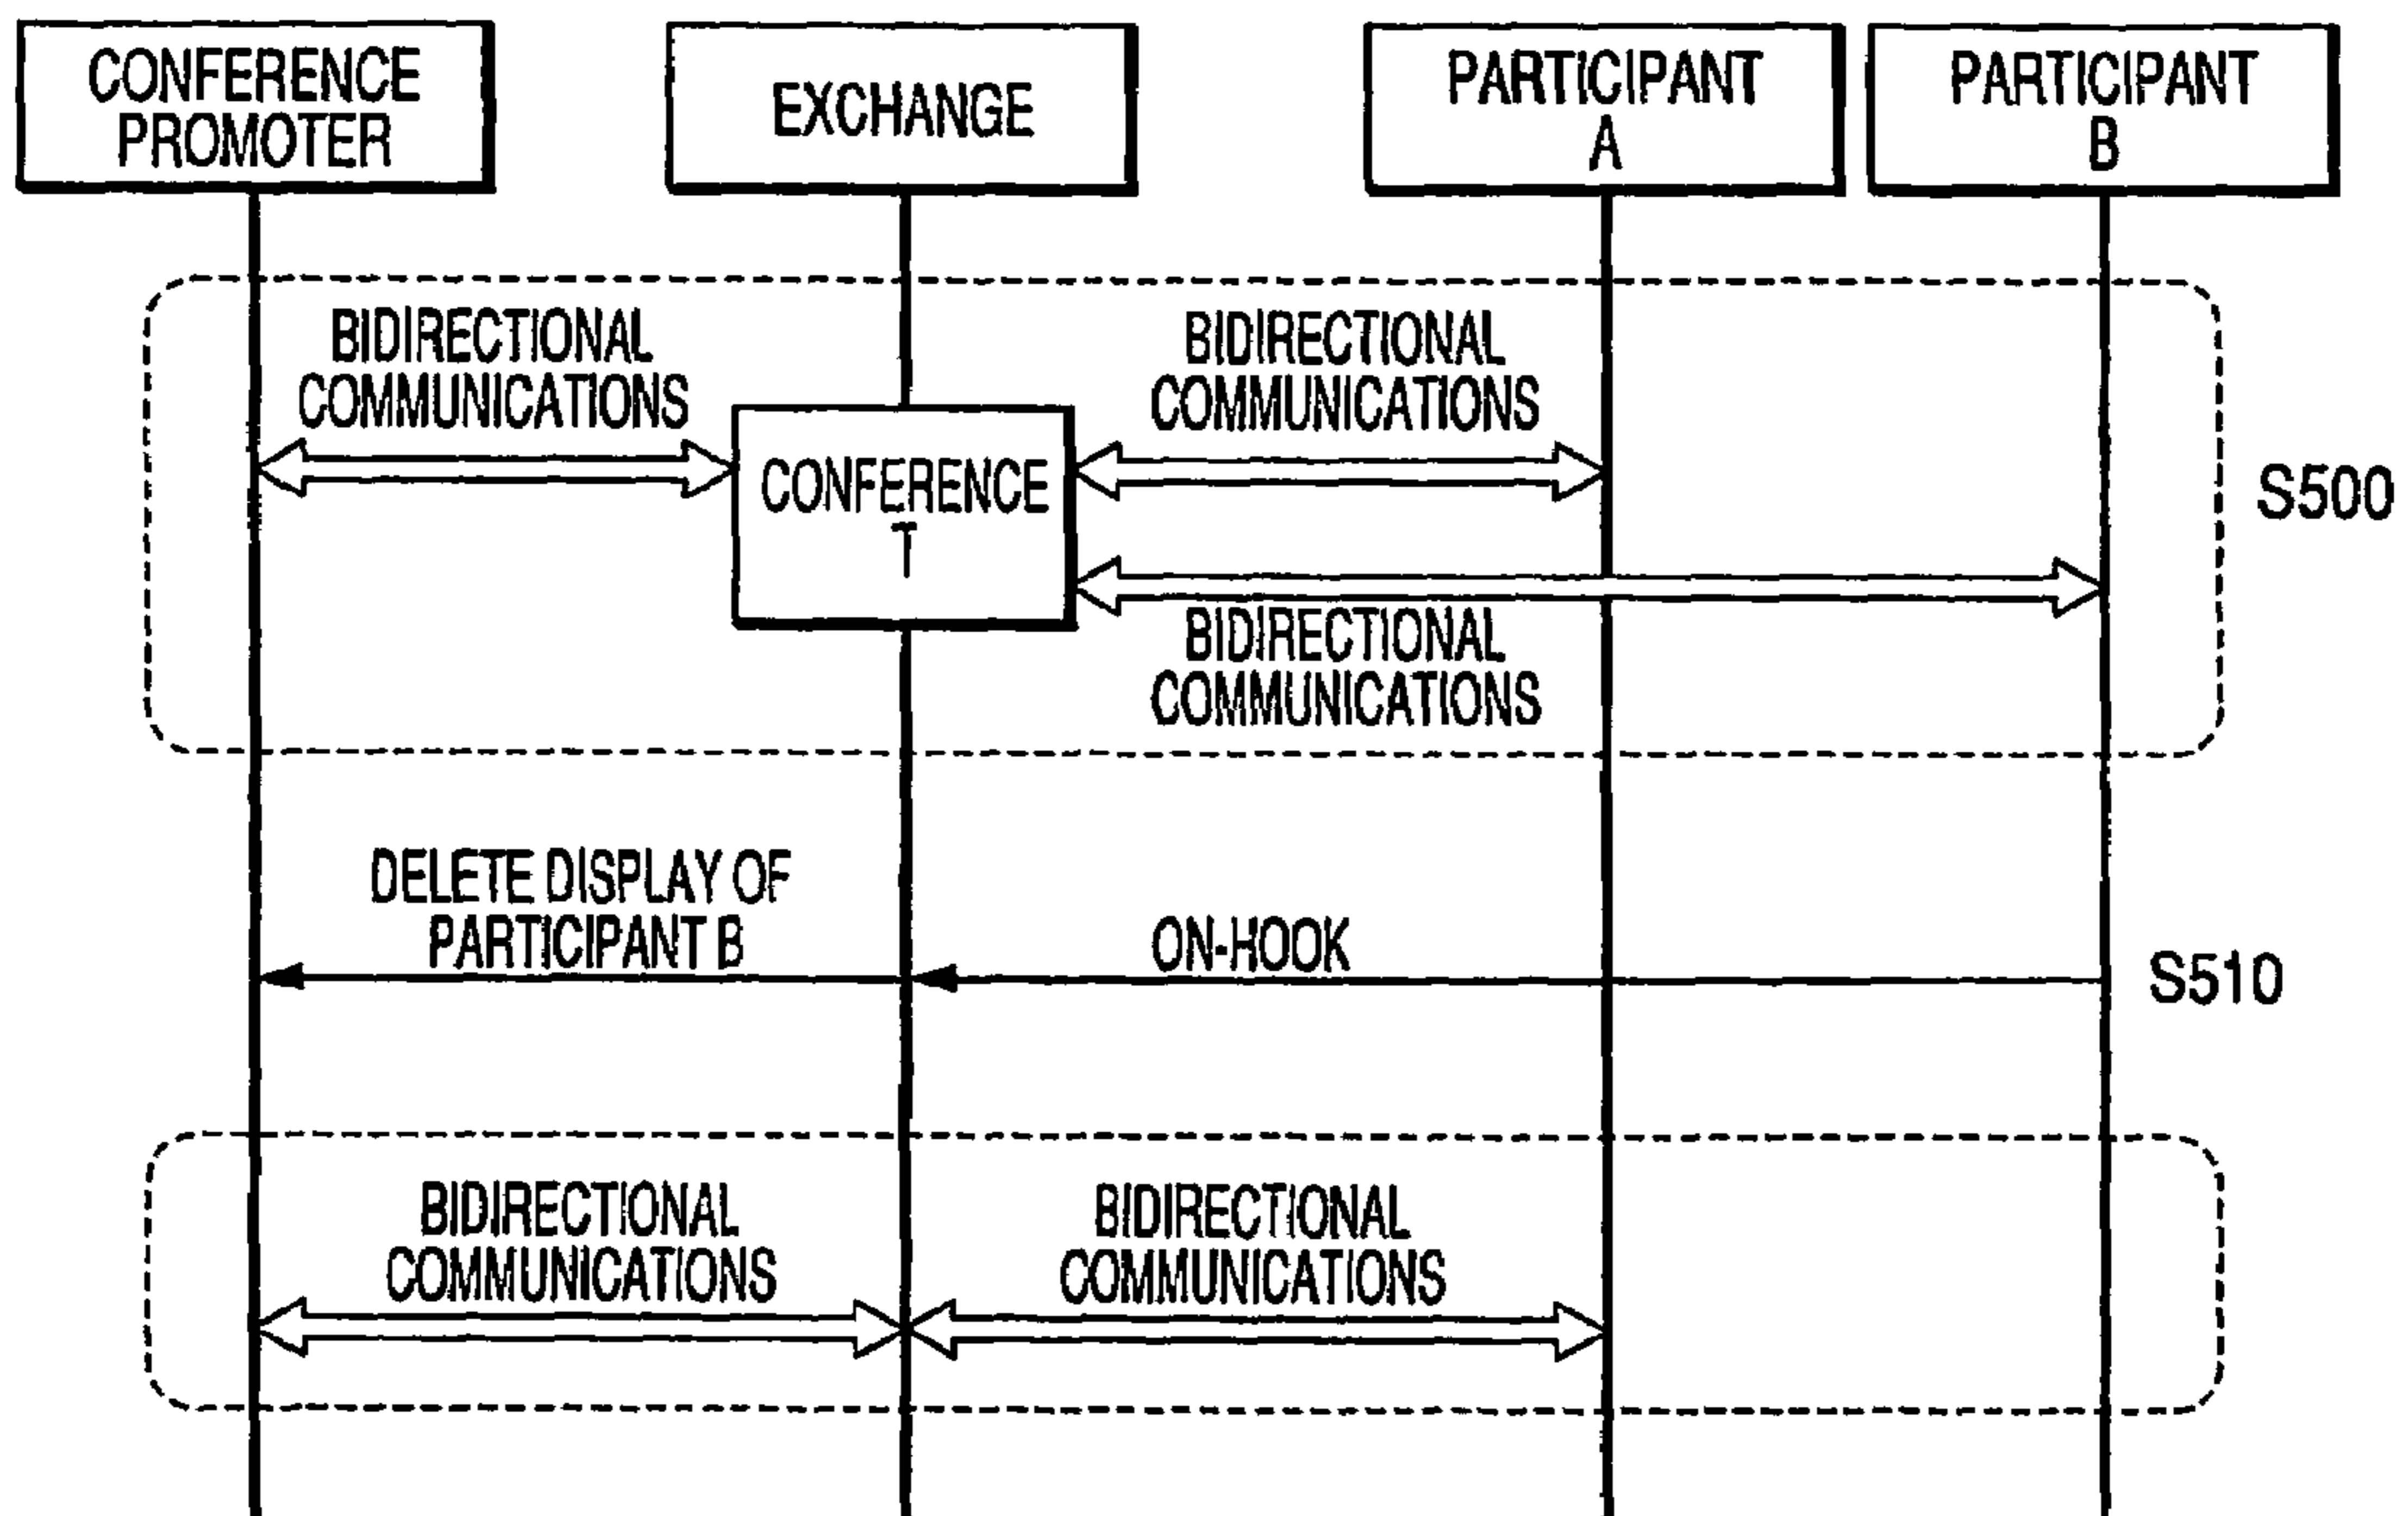 CONFERENCE
PROMOTER
EXCHANGE
PARTICIPANT
A
PARTICIPANT
B
BIDIRECTIONAL
COMMUNICATIONS
BIDIRECTIONAL
COMMUNICATIONS
CONFERENCE
T
S500
BIDIRECTIONAL
COMMUNICATIONS
DELETE DISPLAY OF
PARTICIPANT B
ON-HOOK
S510
BIDIRECTIONAL
COMMUNICATIONS
BIDIRECTIONAL
COMMUNICATIONS